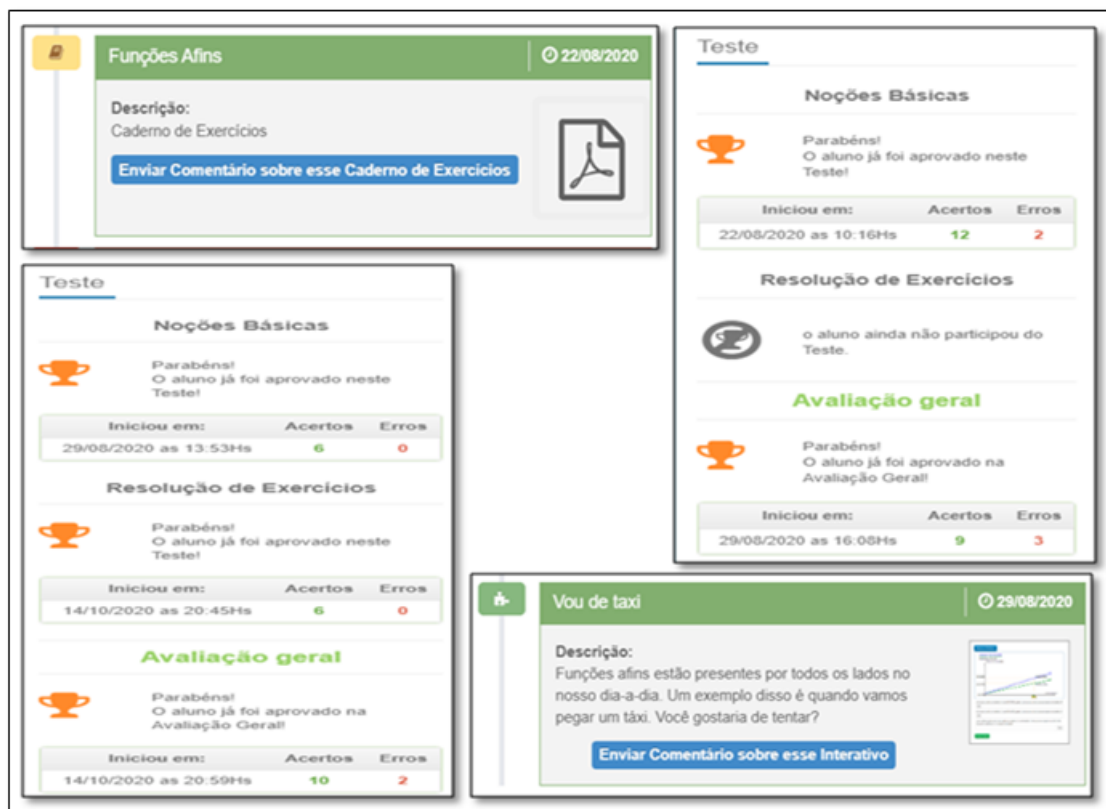 Funções Afins
22/08/2020
Descrição:
Caderno de Exercícios
Enviar Comentário sobre esse Caderno de Exercícios
Teste
Noções Básicas
Parabéns!
O aluno já foi aprovado neste
Teste!
Iniciou em: Acertos Erros
22/08/2020 as 10:16Hs 12 2
Resolução de Exercícios
o aluno ainda não participou do
Teste.
Avaliação geral
Parabéns!
O aluno já foi aprovado na
Avaliação Geral!
Iniciou em: Acertos Erros
29/08/2020 as 16:08Hs 9 3
Teste
Noções Básicas
Parabéns!
O aluno já foi aprovado neste
Teste!
Iniciou em: Acertos Erros
29/08/2020 as 13:53Hs 6 0
Resolução de Exercícios
Parabéns!
O aluno já foi aprovado neste
Teste!
Iniciou em: Acertos Erros
14/10/2020 as 20:45Hs 6 0
Avaliação geral
Parabéns!
O aluno já foi aprovado na
Avaliação Geral!
Iniciou em: Acertos Erros
14/10/2020 as 20:59Hs 10 2
Vou de taxi
29/08/2020
Descrição:
Funções afins estão presentes por todos os lados no
nosso dia-a-dia. Um exemplo disso é quando vamos
pegar um táxi. Você gostaria de tentar?
Enviar Comentário sobre esse Interativo